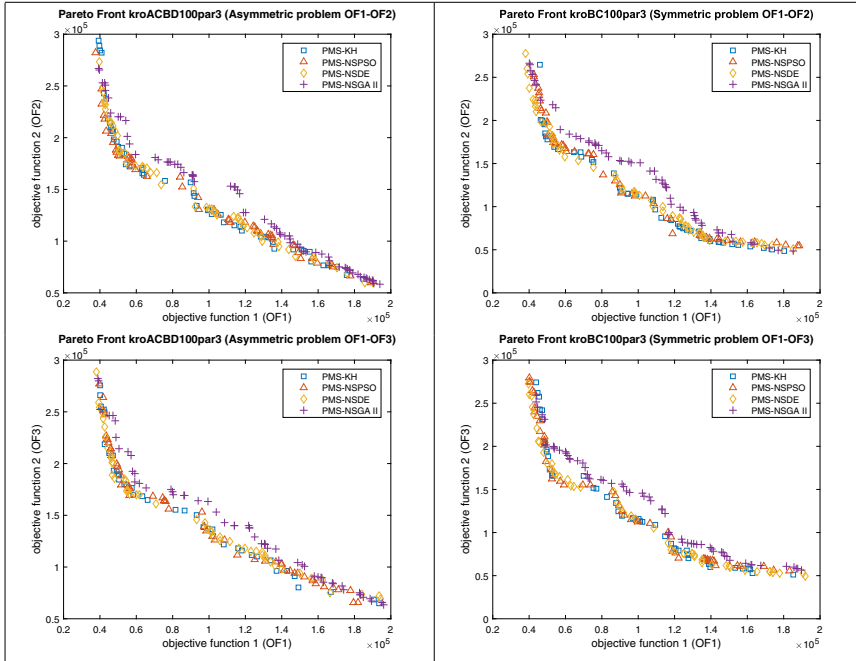 Pareto Front kroACBD100par3 (Asymmetric problem OF1-OF2)
×10^5
3
2.5
2
1.5
1
0.5
objective function 2 (OF2)
PMS-KH
PMS-NSPSO
PMS-NSDE
PMS-NSGA II
0.2 0.4 0.6 0.8 1 1.2 1.4 1.6 1.8 2
objective function 1 (OF1)
×10^5
Pareto Front kroBC100par3 (Symmetric problem OF1-OF2)
×10^5
3
2.5
2
1.5
1
0.5
0
objective function 2 (OF2)
PMS-KH
PMS-NSPSO
PMS-NSDE
PMS-NSGA II
0.2 0.4 0.6 0.8 1 1.2 1.4 1.6 1.8 2
objective function 1 (OF1)
×10^5
Pareto Front kroACBD100par3 (Asymmetric problem OF1-OF3)
×10^5
3
2.5
2
1.5
1
0.5
objective function 2 (OF3)
PMS-KH
PMS-NSPSO
PMS-NSDE
PMS-NSGA II
0.2 0.4 0.6 0.8 1 1.2 1.4 1.6 1.8 2
objective function 1 (OF1)
×10^5
Pareto Front kroBC100par3 (Symmetric problem OF1-OF3)
×10^5
3
2.5
2
1.5
1
0.5
0
objective function 2 (OF3)
PMS-KH
PMS-NSPSO
PMS-NSDE
PMS-NSGA II
0.2 0.4 0.6 0.8 1 1.2 1.4 1.6 1.8 2
objective function 1 (OF1)
×10^5